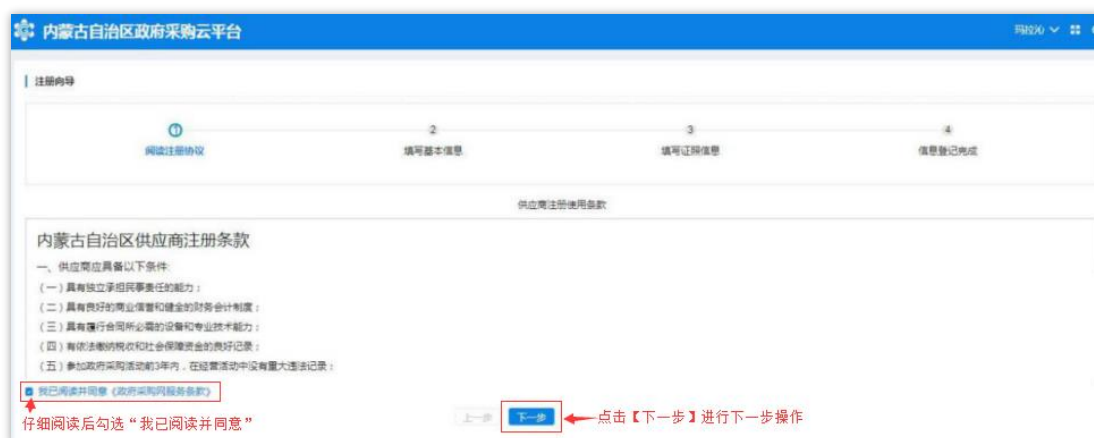 内蒙古自治区政府采购云平台
玛拉沁
注册向导
1 2 3 4
阅读注册协议 填写基本信息 填写证照信息 信息登记完成
供应商注册使用条款
内蒙古自治区供应商注册条款
一、供应商应具备以下条件:
(一)具有独立承担民事责任的能力;
(二)具有良好的商业信誉和健全的财务会计制度;
(三)具有履行合同所必需的设备和专业技术能力;
(四)有依法缴纳税收和社会保障资金的良好记录;
(五)参加政府采购活动前3年内,在经营活动中没有重大违法记录;
我已阅读并同意《政府采购网服务条款》
仔细阅读后勾选“我已阅读并同意”
上一步 下一步 点击【下一步】进行下一步操作